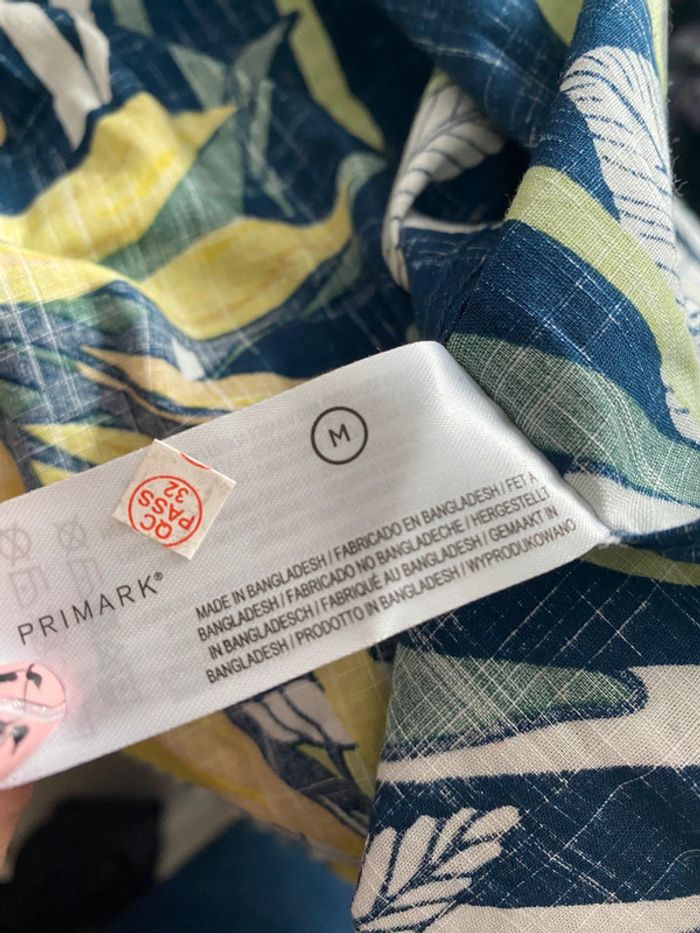 M
QC
PASS
32
PRIMARK®
MADE IN BANGLADESH / FABRICADO EN BANGLADESH / FET A
BANGLADESH / FABRICADO NO BANGLADECHE / HERGESTELLT
IN BANGLADESCH / FABRIQUÉ AU BANGLADESH / GEMAAKT IN
BANGLADESH / PRODOTTO IN BANGLADESH / WYPRODUKOWANO